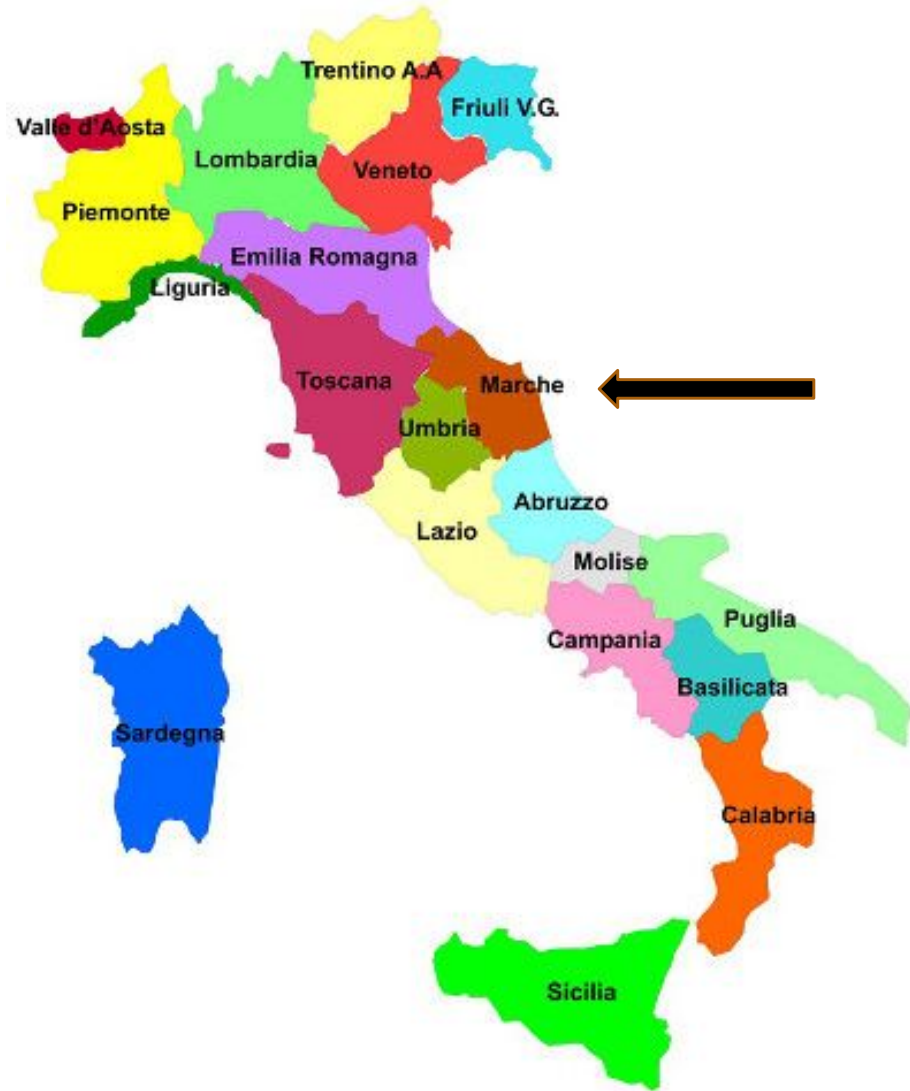 Trentino A.A
Friuli V.G.
Valle d'Aosta
Lombardia
Veneto
Piemonte
Emilia Romagna
Liguria
Toscana
Marche
Umbria
Abruzzo
Lazio
Molise
Puglia
Campania
Basilicata
Sardegna
Calabria
Sicilia